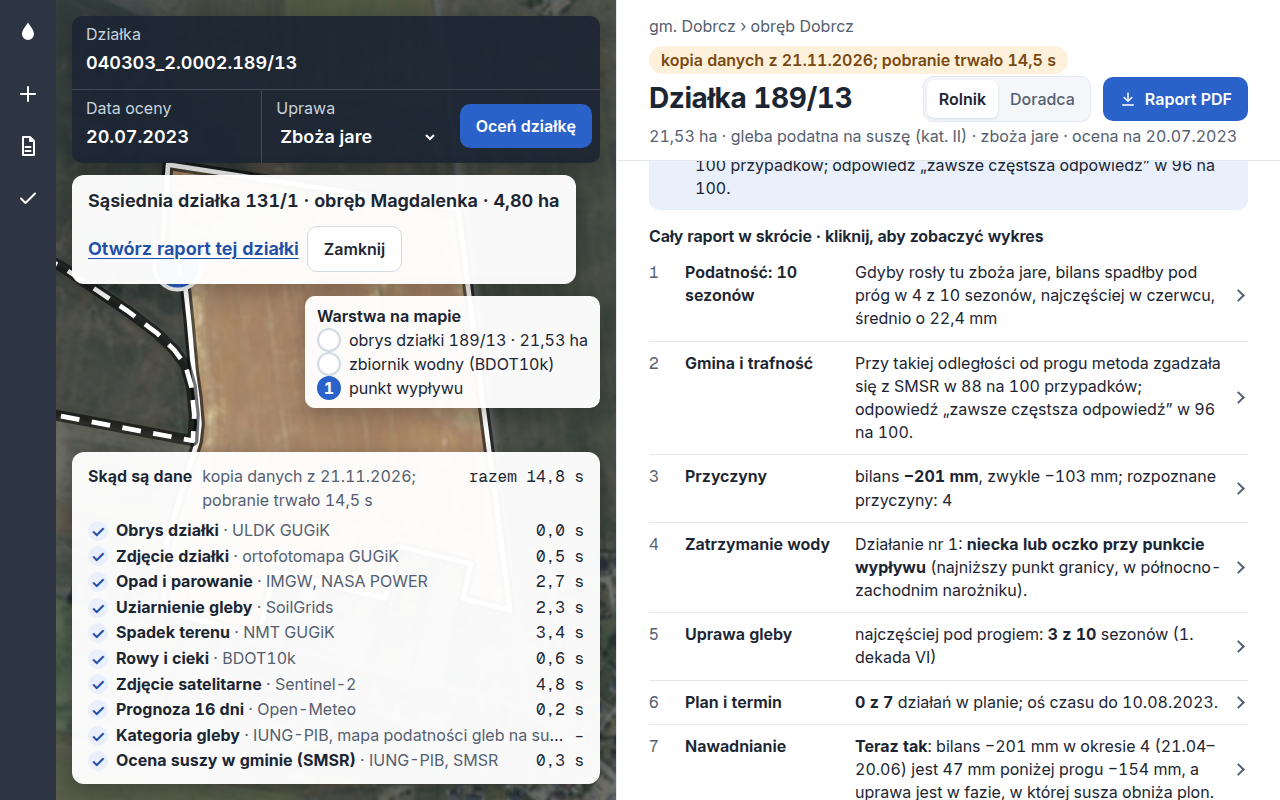 Działka
040303_2.0002.189/13
Data oceny
20.07.2023
Uprawa
Zboża jare
Oceń działkę
Sąsiednia działka 131/1 · obręb Magdalenka · 4,80 ha
Otwórz raport tej działki
Zamknij
Warstwa na mapie
obrys działki 189/13 · 21,53 ha
zbiornik wodny (BDOT10k)
1 punkt wypływu
Skąd są dane kopia danych z 21.11.2026; razem 14,8 s
pobranie trwało 14,5 s
Obrys działki · ULDK GUGiK 0,0 s
Zdjęcie działki · ortofotomapa GUGiK 0,5 s
Opad i parowanie · IMGW, NASA POWER 2,7 s
Uziarnienie gleby · SoilGrids 2,3 s
Spadek terenu · NMT GUGiK 3,4 s
Rowy i cieki · BDOT10k 0,6 s
Zdjęcie satelitarne · Sentinel-2 4,8 s
Prognoza 16 dni · Open-Meteo 0,2 s
Kategoria gleby · IUNG-PIB, mapa podatności gleb na su… –
Ocena suszy w gminie (SMSR) · IUNG-PIB, SMSR 0,3 s
gm. Dobrcz › obręb Dobrcz
kopia danych z 21.11.2026; pobranie trwało 14,5 s
Działka 189/13
Rolnik
Doradca
Raport PDF
21,53 ha · gleba podatna na suszę (kat. II) · zboża jare · ocena na 20.07.2023
100 przypadków; odpowiedź „zawsze częstsza odpowiedź” w 96 na
100.
Cały raport w skrócie · kliknij, aby zobaczyć wykres
1 Podatność: 10 Gdyby rosły tu zboża jare, bilans spadłby pod
sezonów próg w 4 z 10 sezonów, najczęściej w czerwcu,
średnio o 22,4 mm
2 Gmina i trafność Przy takiej odległości od progu metoda zgadzała
się z SMSR w 88 na 100 przypadków;
odpowiedź „zawsze częstsza odpowiedź” w 96
na 100.
3 Przyczyny bilans −201 mm, zwykle −103 mm; rozpoznane
przyczyny: 4
4 Zatrzymanie wody Działanie nr 1: niecka lub oczko przy punkcie
wypływu (najniższy punkt granicy, w północno-
zachodnim narożniku).
5 Uprawa gleby najczęściej pod progiem: 3 z 10 sezonów (1.
dekada VI)
6 Plan i termin 0 z 7 działań w planie; oś czasu do 10.08.2023.
7 Nawadnianie Teraz tak: bilans −201 mm w okresie 4 (21.04–
20.06) jest 47 mm poniżej progu −154 mm, a
uprawa jest w fazie, w której susza obniża plon.